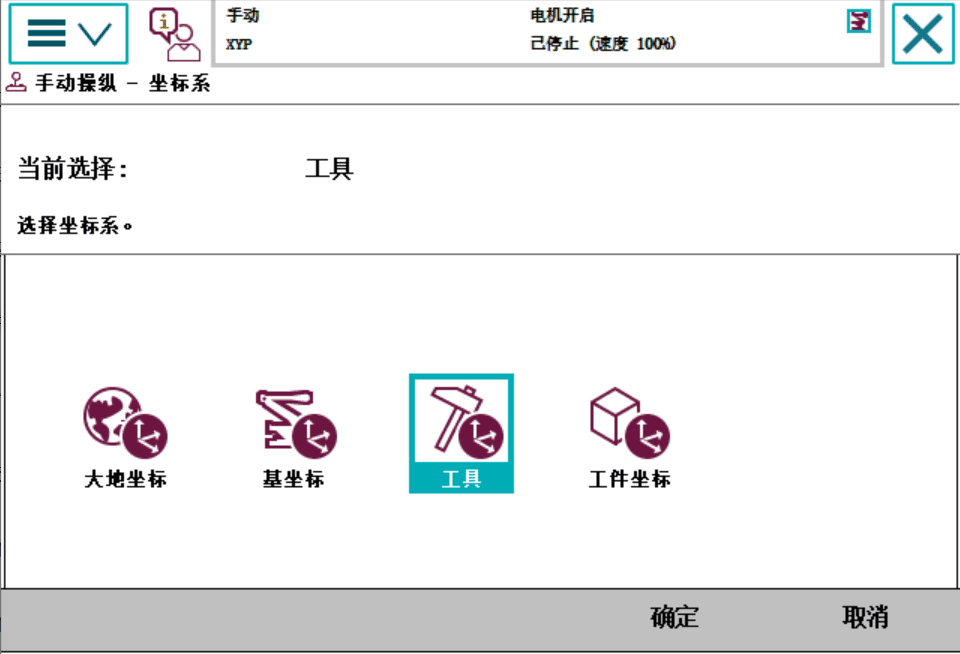 手动
电机开启
XYP
己停止 (速度 100%)
手动操纵 - 坐标系
当前选择: 工具
选择坐标系。
大地坐标 基坐标 工具 工件坐标
确定 取消